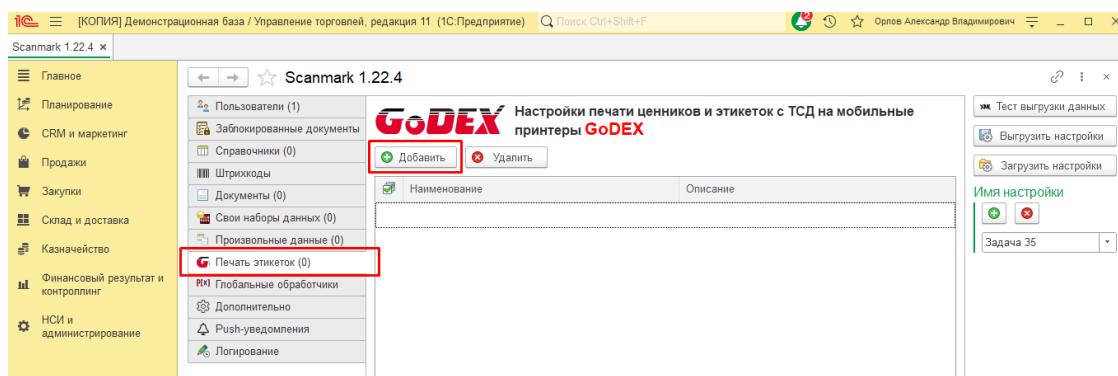 [КОПИЯ] Демонстрационная база / Управление торговлей, редакция 11 (1С:Предприятие)
Поиск Ctrl+Shift+F
2
Орлов Александр Владимирович
Scanmark 1.22.4 ×
Главное
Планирование
CRM и маркетинг
Продажи
Закупки
Склад и доставка
Казначейство
Финансовый результат и
контроллинг
НСИ и
администрирование
Scanmark 1.22.4
Пользователи (1)
Заблокированные документы
Справочники (0)
Штрихкоды
Документы (0)
Свои наборы данных (0)
Произвольные данные (0)
Печать этикеток (0)
Глобальные обработчики
Дополнительно
Push-уведомления
Логирование
GoDEX
Настройки печати ценников и этикеток с ТСД на мобильные
принтеры GoDEX
Добавить
Удалить
Наименование
Описание
XML Тест выгрузки данных
Выгрузить настройки
Загрузить настройки
Имя настройки
Задача 35